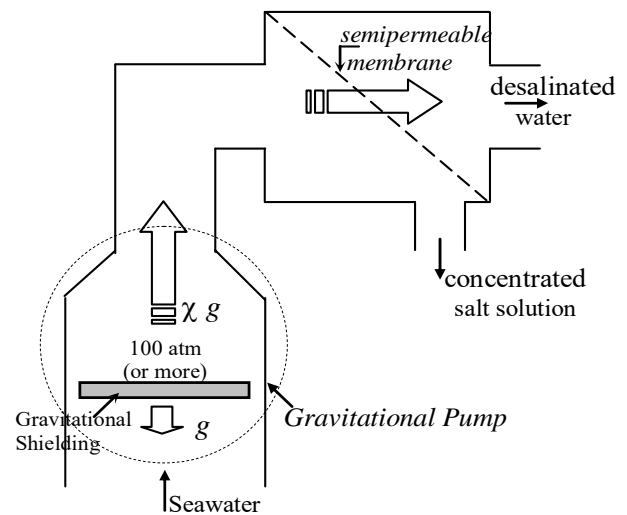 semipermeable
membrane
desalinated
water
concentrated
salt solution
χ g
100 atm
(or more)
Gravitational
Shielding
g
Gravitational Pump
Seawater